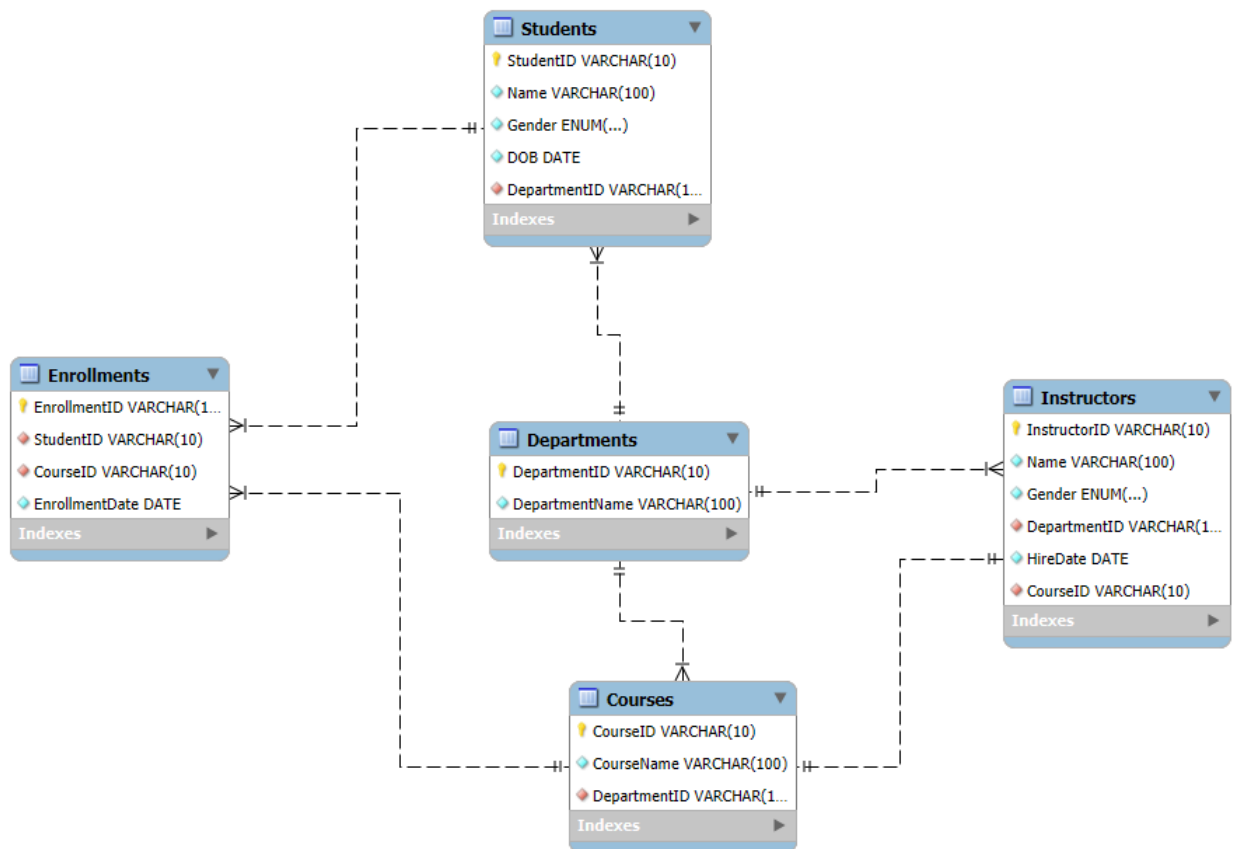 Students
StudentID VARCHAR(10)
Name VARCHAR(100)
Gender ENUM(...)
DOB DATE
DepartmentID VARCHAR(1...
Indexes
Enrollments
EnrollmentID VARCHAR(1...
StudentID VARCHAR(10)
CourseID VARCHAR(10)
EnrollmentDate DATE
Indexes
Departments
DepartmentID VARCHAR(10)
DepartmentName VARCHAR(100)
Indexes
Instructors
InstructorID VARCHAR(10)
Name VARCHAR(100)
Gender ENUM(...)
DepartmentID VARCHAR(1...
HireDate DATE
CourseID VARCHAR(10)
Indexes
Courses
CourseID VARCHAR(10)
CourseName VARCHAR(100)
DepartmentID VARCHAR(1...
Indexes